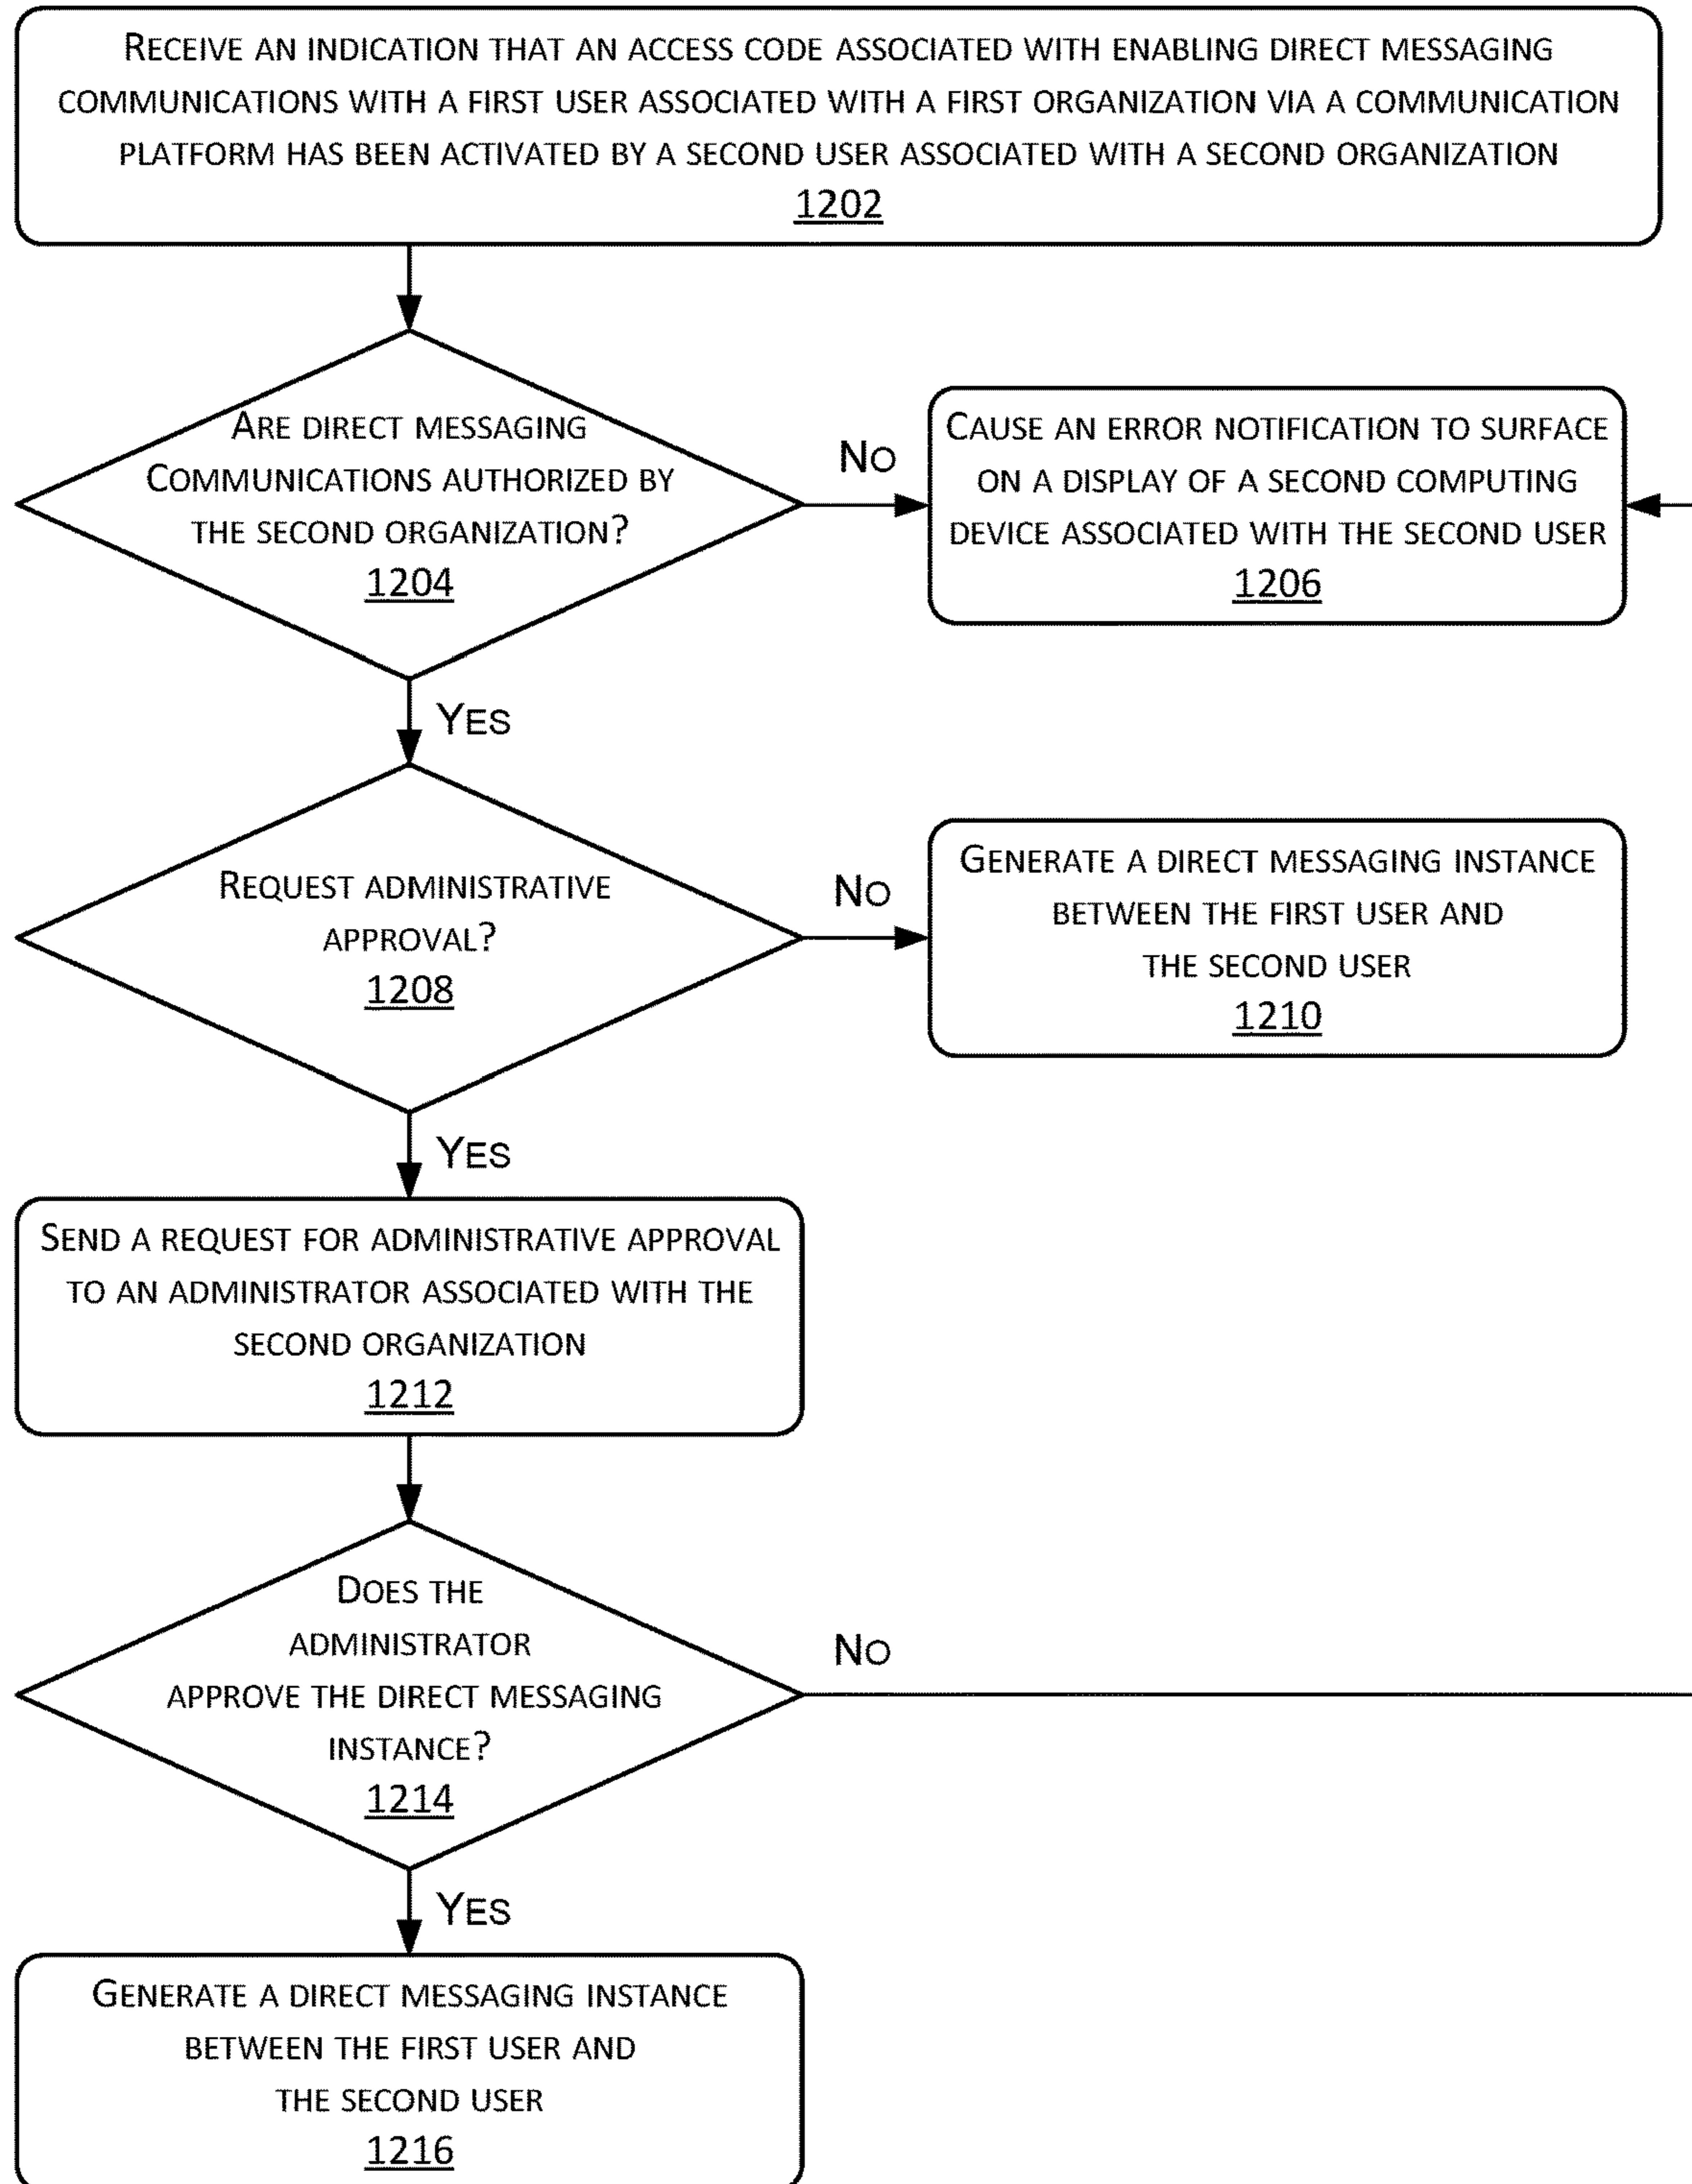 RECEIVE AN INDICATION THAT AN ACCESS CODE ASSOCIATED WITH ENABLING DIRECT MESSAGING
COMMUNICATIONS WITH A FIRST USER ASSOCIATED WITH A FIRST ORGANIZATION VIA A COMMUNICATION
PLATFORM HAS BEEN ACTIVATED BY A SECOND USER ASSOCIATED WITH A SECOND ORGANIZATION
1202
ARE DIRECT MESSAGING
COMMUNICATIONS AUTHORIZED BY
THE SECOND ORGANIZATION?
1204
NO
CAUSE AN ERROR NOTIFICATION TO SURFACE
ON A DISPLAY OF A SECOND COMPUTING
DEVICE ASSOCIATED WITH THE SECOND USER
1206
YES
REQUEST ADMINISTRATIVE
APPROVAL?
1208
NO
GENERATE A DIRECT MESSAGING INSTANCE
BETWEEN THE FIRST USER AND
THE SECOND USER
1210
YES
SEND A REQUEST FOR ADMINISTRATIVE APPROVAL
TO AN ADMINISTRATOR ASSOCIATED WITH THE
SECOND ORGANIZATION
1212
DOES THE
ADMINISTRATOR
APPROVE THE DIRECT MESSAGING
INSTANCE?
1214
NO
YES
GENERATE A DIRECT MESSAGING INSTANCE
BETWEEN THE FIRST USER AND
THE SECOND USER
1216